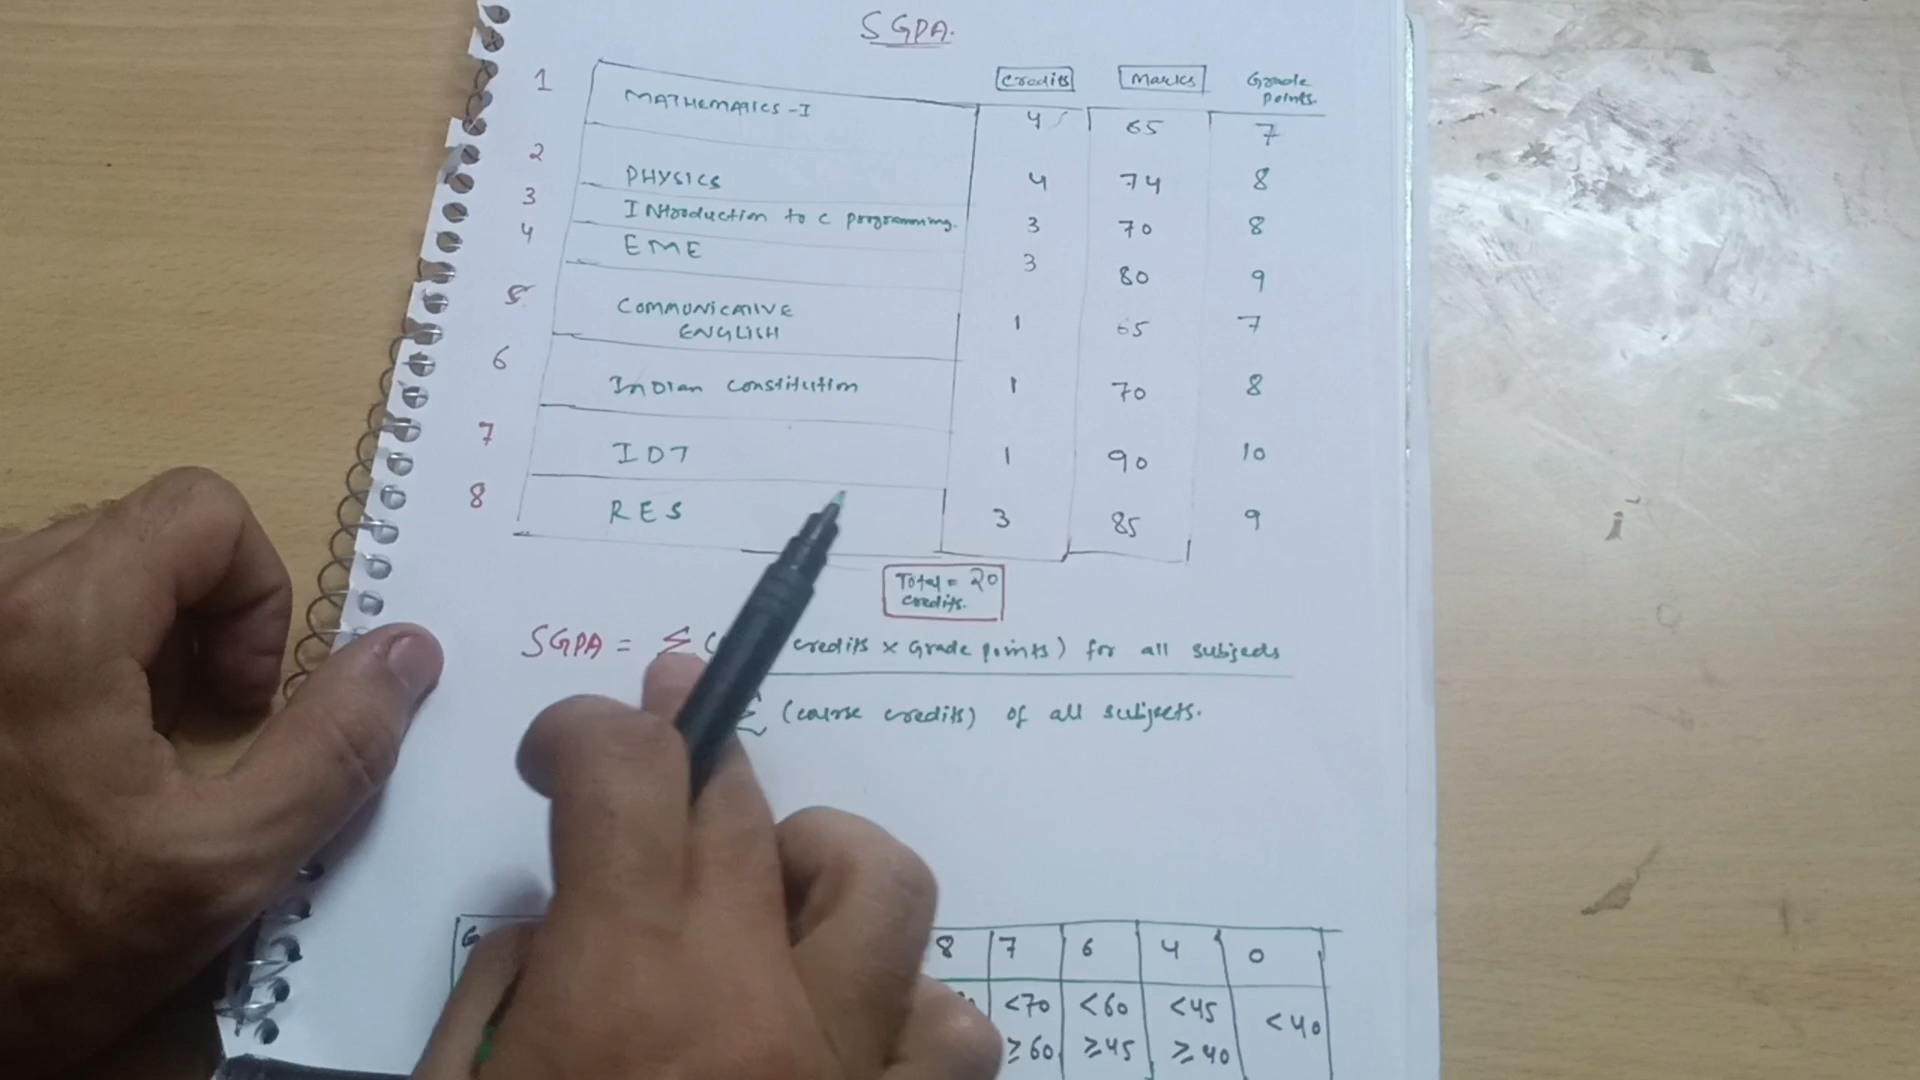 SGPA.
Credits Marks Grade points.
1 MATHEMATICS-I 4 65 7
2 PHYSICS 4 74 8
3 INtroduction to C programming. 3 70 8
4 EME 3 80 9
5 COMMUNICATIVE ENGLISH 1 65 7
6 InDian constitution 1 70 8
7 IDT 1 90 10
8 RES 3 85 9
Total = 20
credits.
SGPA = Σ ( credits × Grade points) for all subjects
Σ (course credits) of all subjects.
G 8 7 6 4 0
<70 <60 <45 <40
≥60 ≥45 ≥40